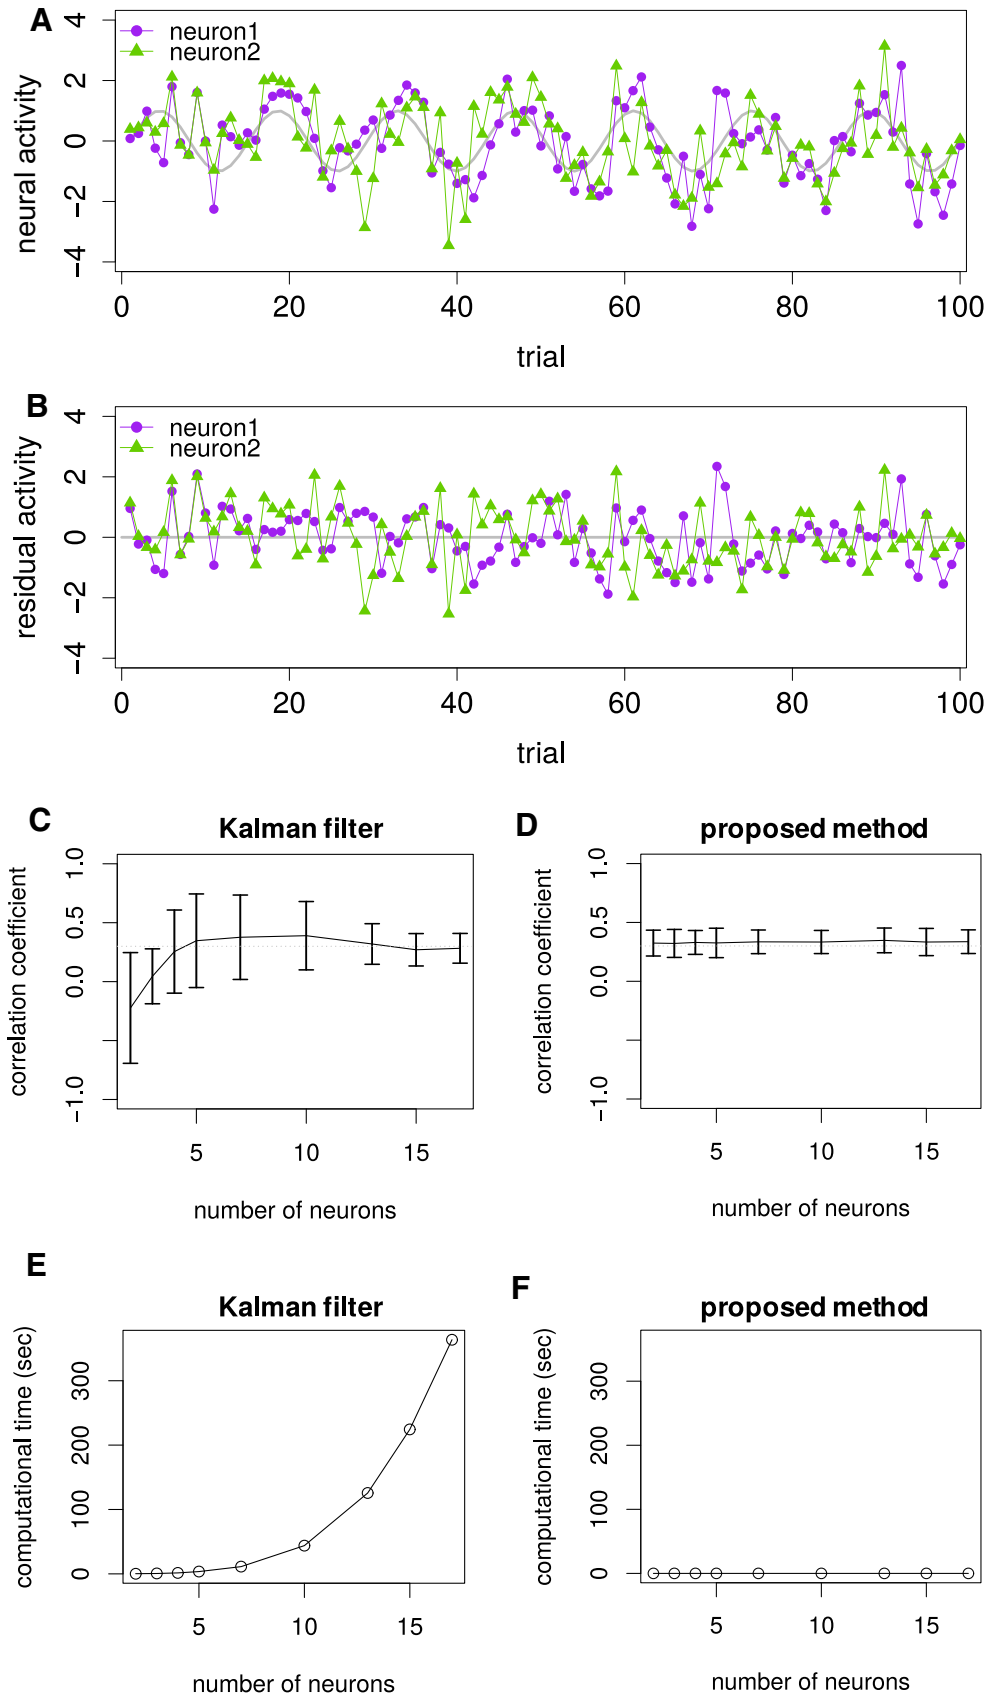 A
neuron1
neuron2
neural activity
4
2
0
−2
−4
0 20 40 60 80 100
trial
B
neuron1
neuron2
residual activity
4
2
0
−2
−4
0 20 40 60 80 100
trial
C
Kalman filter
correlation coefficient
1.0
0.5
0.0
−1.0
5 10 15
number of neurons
D
proposed method
correlation coefficient
1.0
0.5
0.0
−1.0
5 10 15
number of neurons
E
Kalman filter
computational time (sec)
300
200
100
0
5 10 15
number of neurons
F
proposed method
computational time (sec)
300
200
100
0
5 10 15
number of neurons